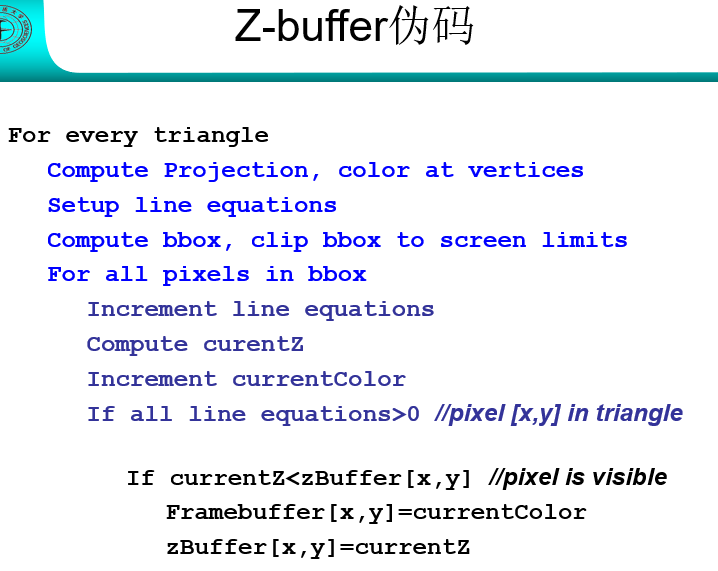 Z-buffer伪码
For every triangle
Compute Projection, color at vertices
Setup line equations
Compute bbox, clip bbox to screen limits
For all pixels in bbox
Increment line equations
Compute curentZ
Increment currentColor
If all line equations>0 //pixel [x,y] in triangle
If currentZ<zBuffer[x,y] //pixel is visible
Framebuffer[x,y]=currentColor
zBuffer[x,y]=currentZ